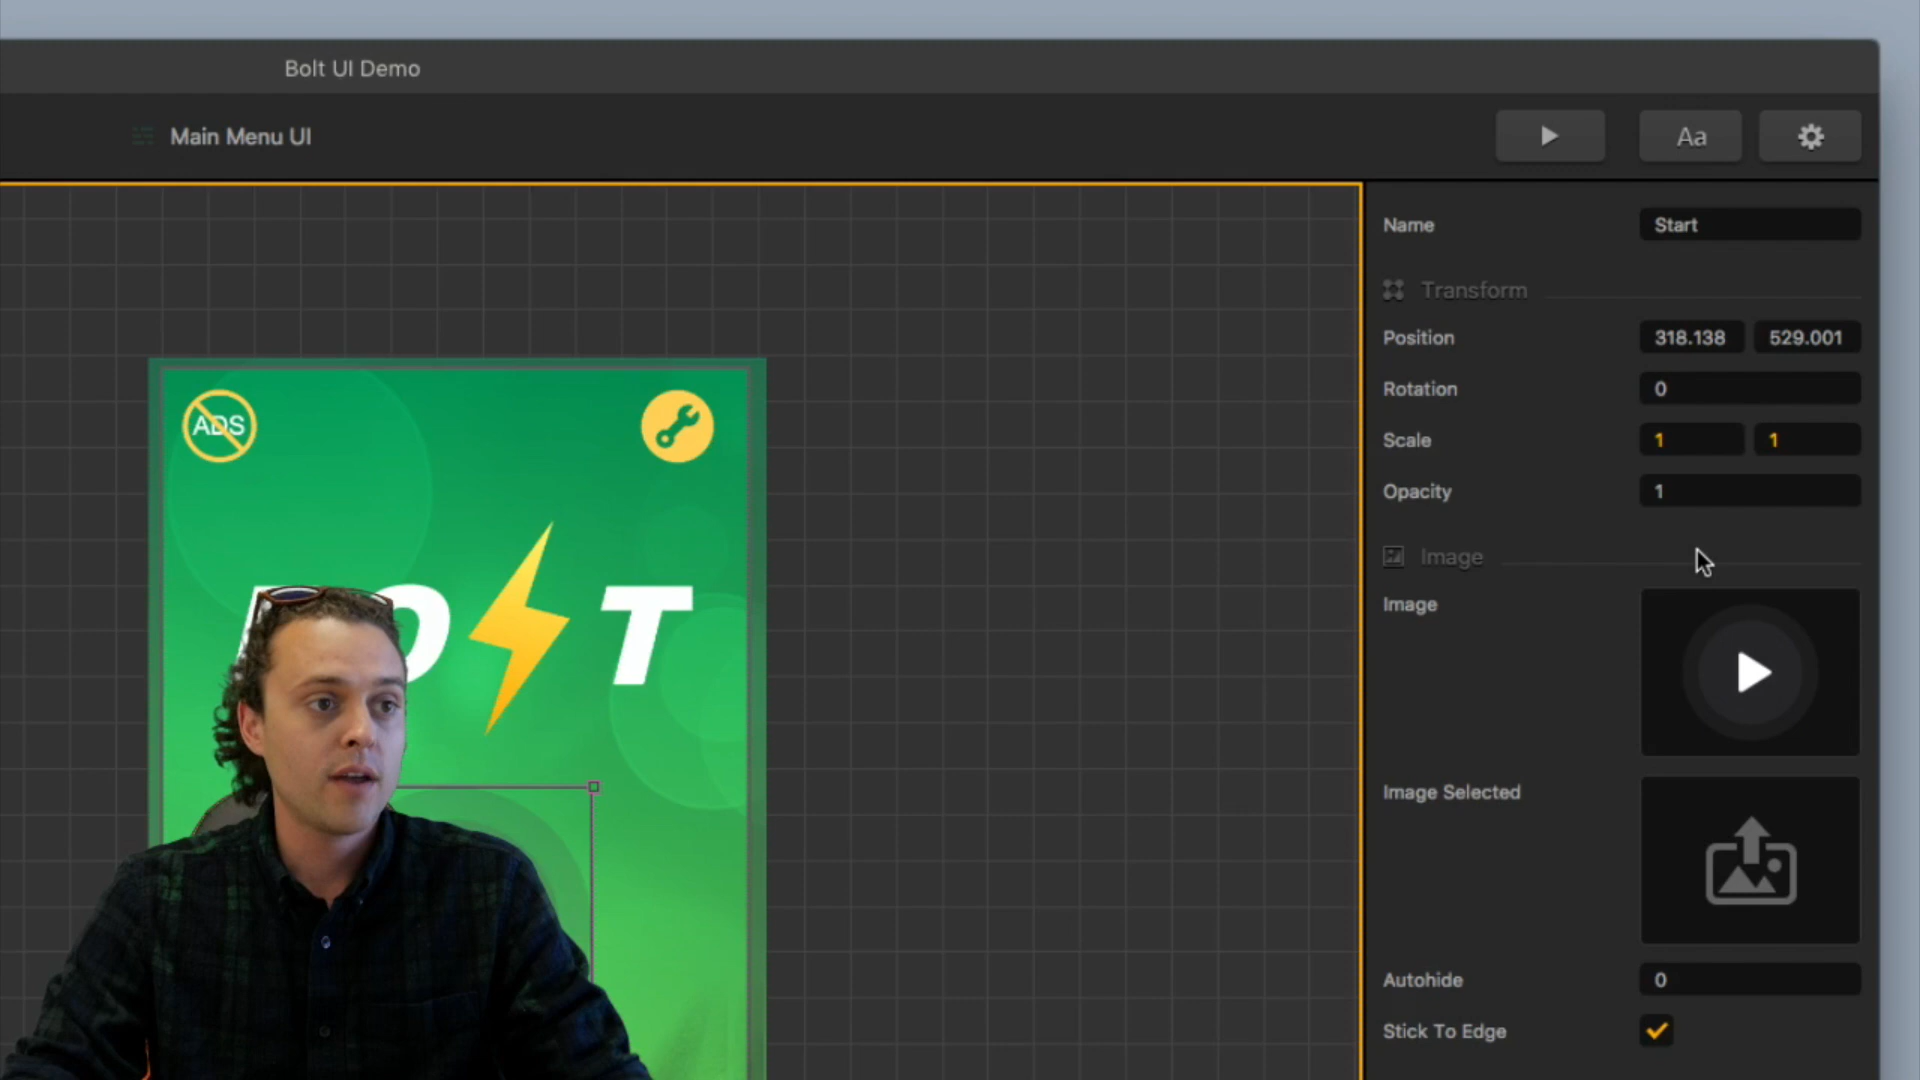 Bolt UI Demo
Main Menu UI
Aa
Name
Start
Transform
Position
318.138
529.001
Rotation
0
Scale
1
1
Opacity
1
Image
Image
Image Selected
Autohide
0
Stick To Edge
ADS
BO T